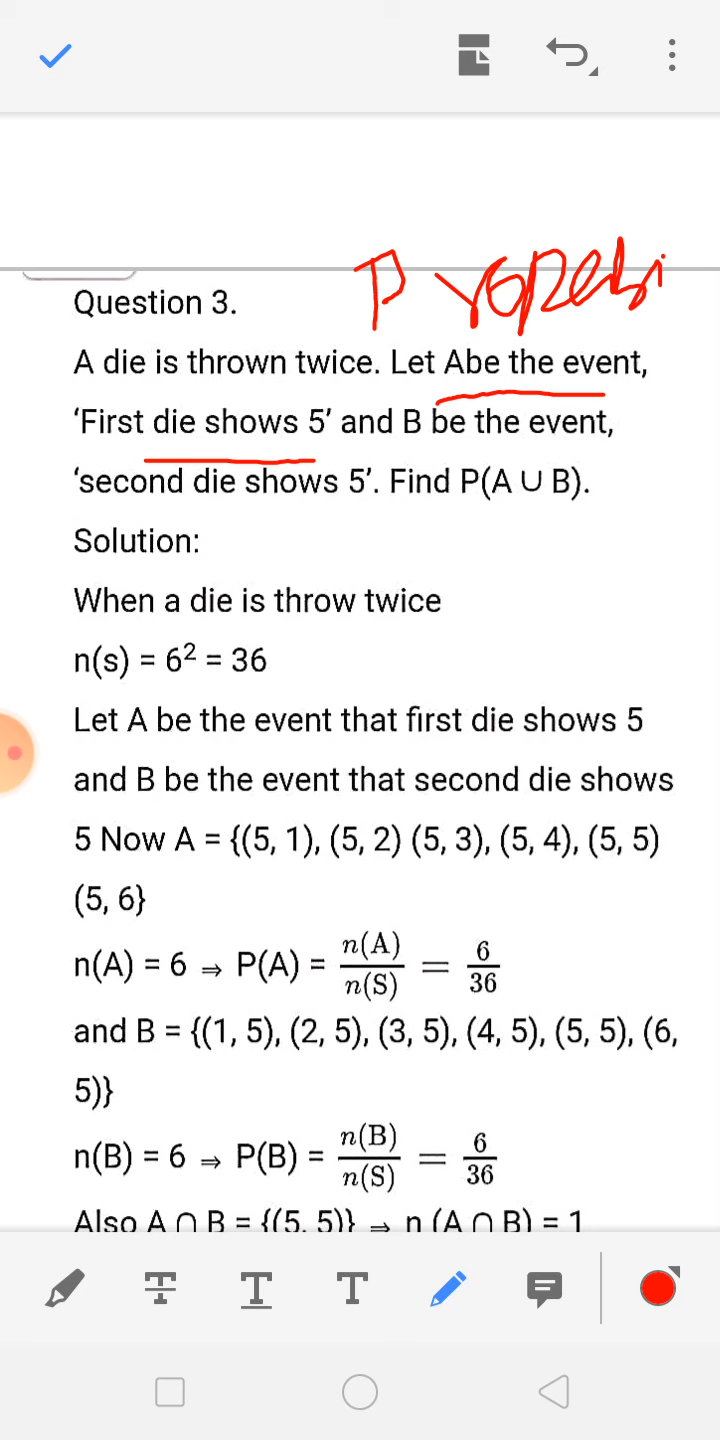 Question 3.
A die is thrown twice. Let Abe the event,
‘First die shows 5’ and B be the event,
‘second die shows 5’. Find P(A ∪ B).
Solution:
When a die is throw twice
n(s) = 6² = 36
Let A be the event that first die shows 5
and B be the event that second die shows
5 Now A = {(5, 1), (5, 2) (5, 3), (5, 4), (5, 5)
(5, 6}
n(A) = 6 ⇒ P(A) = n(A)/n(S) = 6/36
and B = {(1, 5), (2, 5), (3, 5), (4, 5), (5, 5), (6,
5)}
n(B) = 6 ⇒ P(B) = n(B)/n(S) = 6/36
Also A ∩ B = {(5, 5)} ⇒ n (A ∩ B) = 1